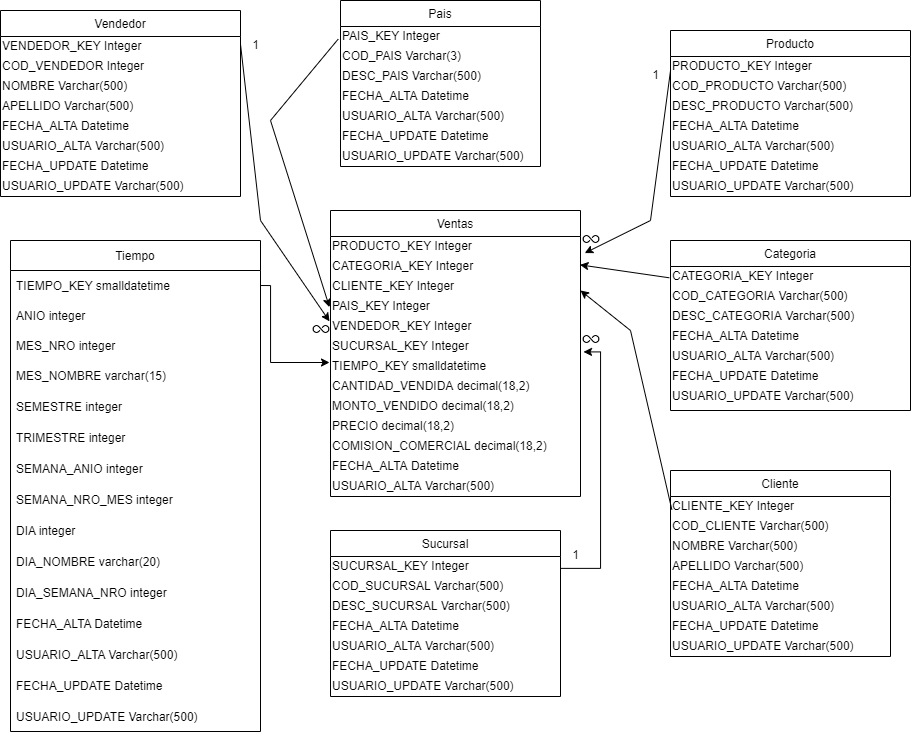 Vendedor
VENDEDOR_KEY Integer
COD_VENDEDOR Integer
NOMBRE Varchar(500)
APELLIDO Varchar(500)
FECHA_ALTA Datetime
USUARIO_ALTA Varchar(500)
FECHA_UPDATE Datetime
USUARIO_UPDATE Varchar(500)
1
Pais
PAIS_KEY Integer
COD_PAIS Varchar(3)
DESC_PAIS Varchar(500)
FECHA_ALTA Datetime
USUARIO_ALTA Varchar(500)
FECHA_UPDATE Datetime
USUARIO_UPDATE Varchar(500)
1
Producto
PRODUCTO_KEY Integer
COD_PRODUCTO Varchar(500)
DESC_PRODUCTO Varchar(500)
FECHA_ALTA Datetime
USUARIO_ALTA Varchar(500)
FECHA_UPDATE Datetime
USUARIO_UPDATE Varchar(500)
Tiempo
TIEMPO_KEY smalldatetime
ANIO integer
MES_NRO integer
MES_NOMBRE varchar(15)
SEMESTRE integer
TRIMESTRE integer
SEMANA_ANIO integer
SEMANA_NRO_MES integer
DIA integer
DIA_NOMBRE varchar(20)
DIA_SEMANA_NRO integer
FECHA_ALTA Datetime
USUARIO_ALTA Varchar(500)
FECHA_UPDATE Datetime
USUARIO_UPDATE Varchar(500)
∞
Ventas
PRODUCTO_KEY Integer
CATEGORIA_KEY Integer
CLIENTE_KEY Integer
PAIS_KEY Integer
VENDEDOR_KEY Integer
SUCURSAL_KEY Integer
TIEMPO_KEY smalldatetime
CANTIDAD_VENDIDA decimal(18,2)
MONTO_VENDIDO decimal(18,2)
PRECIO decimal(18,2)
COMISION_COMERCIAL decimal(18,2)
FECHA_ALTA Datetime
USUARIO_ALTA Varchar(500)
∞
∞
Categoria
CATEGORIA_KEY Integer
COD_CATEGORIA Varchar(500)
DESC_CATEGORIA Varchar(500)
FECHA_ALTA Datetime
USUARIO_ALTA Varchar(500)
FECHA_UPDATE Datetime
USUARIO_UPDATE Varchar(500)
Sucursal
SUCURSAL_KEY Integer
COD_SUCURSAL Varchar(500)
DESC_SUCURSAL Varchar(500)
FECHA_ALTA Datetime
USUARIO_ALTA Varchar(500)
FECHA_UPDATE Datetime
USUARIO_UPDATE Varchar(500)
1
Cliente
CLIENTE_KEY Integer
COD_CLIENTE Varchar(500)
NOMBRE Varchar(500)
APELLIDO Varchar(500)
FECHA_ALTA Datetime
USUARIO_ALTA Varchar(500)
FECHA_UPDATE Datetime
USUARIO_UPDATE Varchar(500)